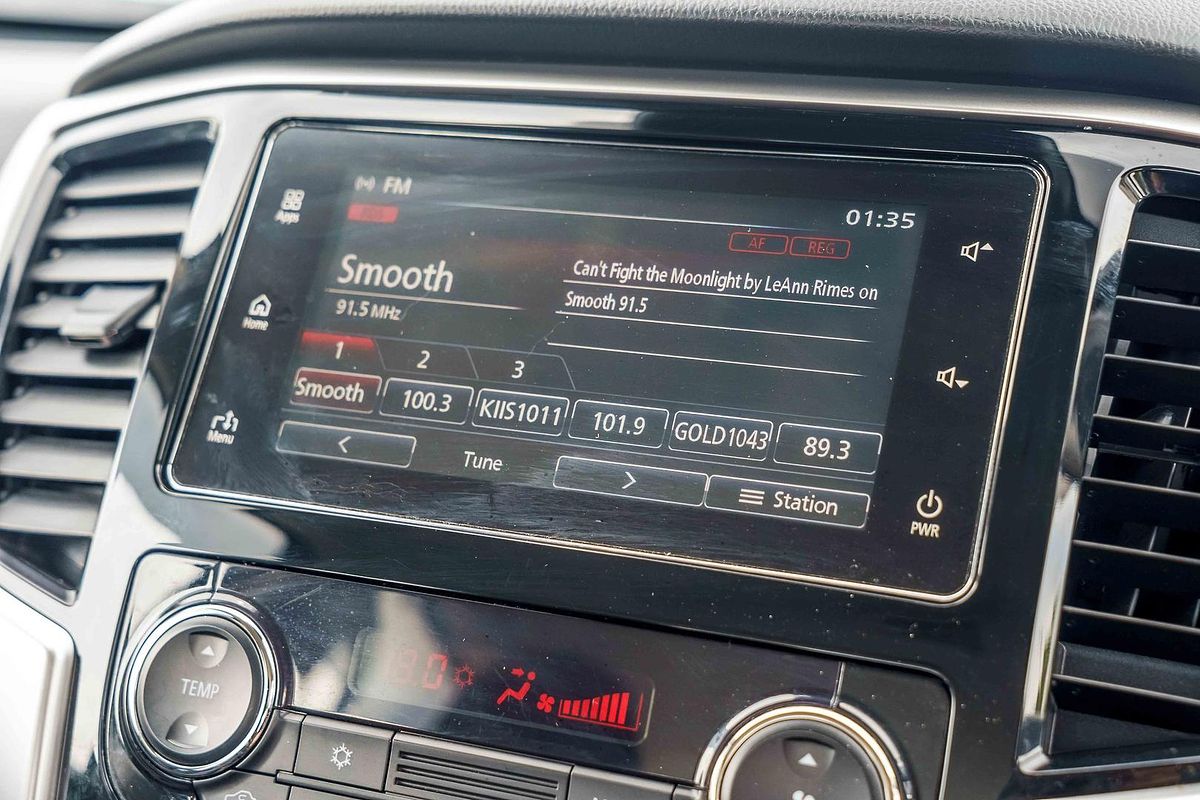 FM
01:35
RDS
AF REG
Apps
Smooth
91.5 MHz
Can't Fight the Moonlight by LeAnn Rimes on
Smooth 91.5
Home
1 2 3
Smooth 100.3 KIIS1011 101.9 GOLD1043 89.3
Menu
< Tune > Station
PWR
TEMP